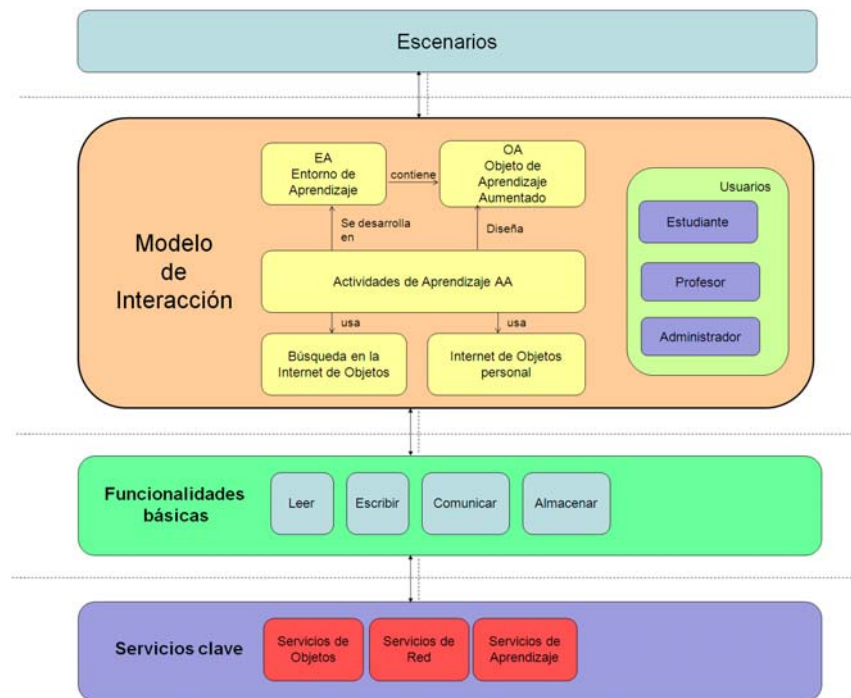 Escenarios
EA
Entorno de
Aprendizaje
contiene
OA
Objeto de
Aprendizaje
Aumentado
Usuarios
Estudiante
Profesor
Administrador
Se desarrolla
en
Diseña
Modelo
de
Interacción
Actividades de Aprendizaje AA
usa
usa
Búsqueda en la
Internet de Objetos
Internet de Objetos
personal
Funcionalidades
básicas
Leer
Escribir
Comunicar
Almacenar
Servicios clave
Servicios de
Objetos
Servicios de
Red
Servicios de
Aprendizaje